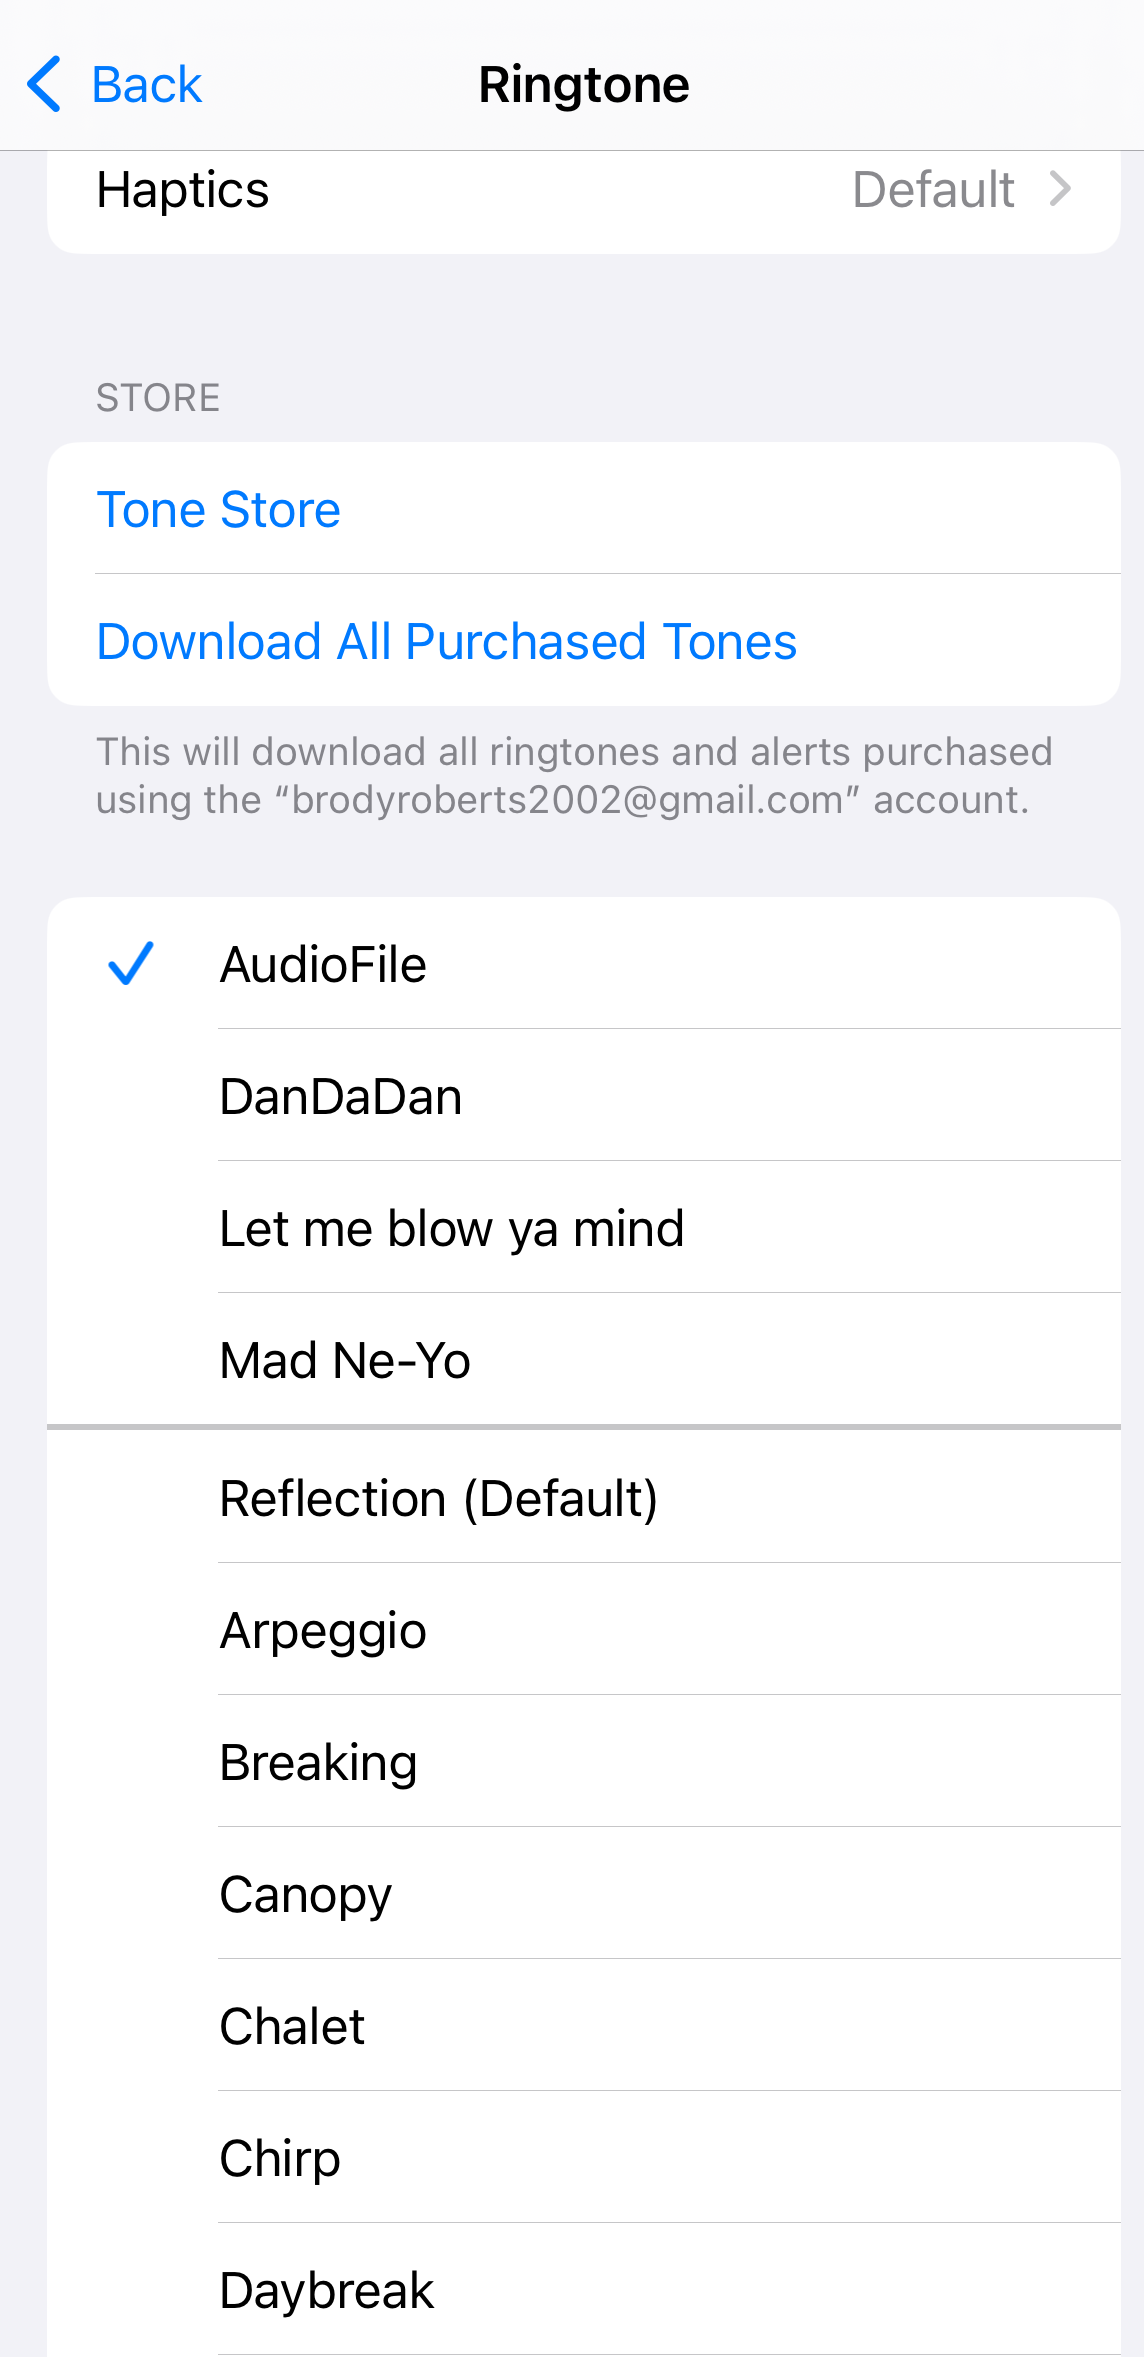 Back
Ringtone
Haptics
Default
STORE
Tone Store
Download All Purchased Tones
This will download all ringtones and alerts purchased
using the “brodyroberts2002@gmail.com” account.
AudioFile
DanDaDan
Let me blow ya mind
Mad Ne-Yo
Reflection (Default)
Arpeggio
Breaking
Canopy
Chalet
Chirp
Daybreak